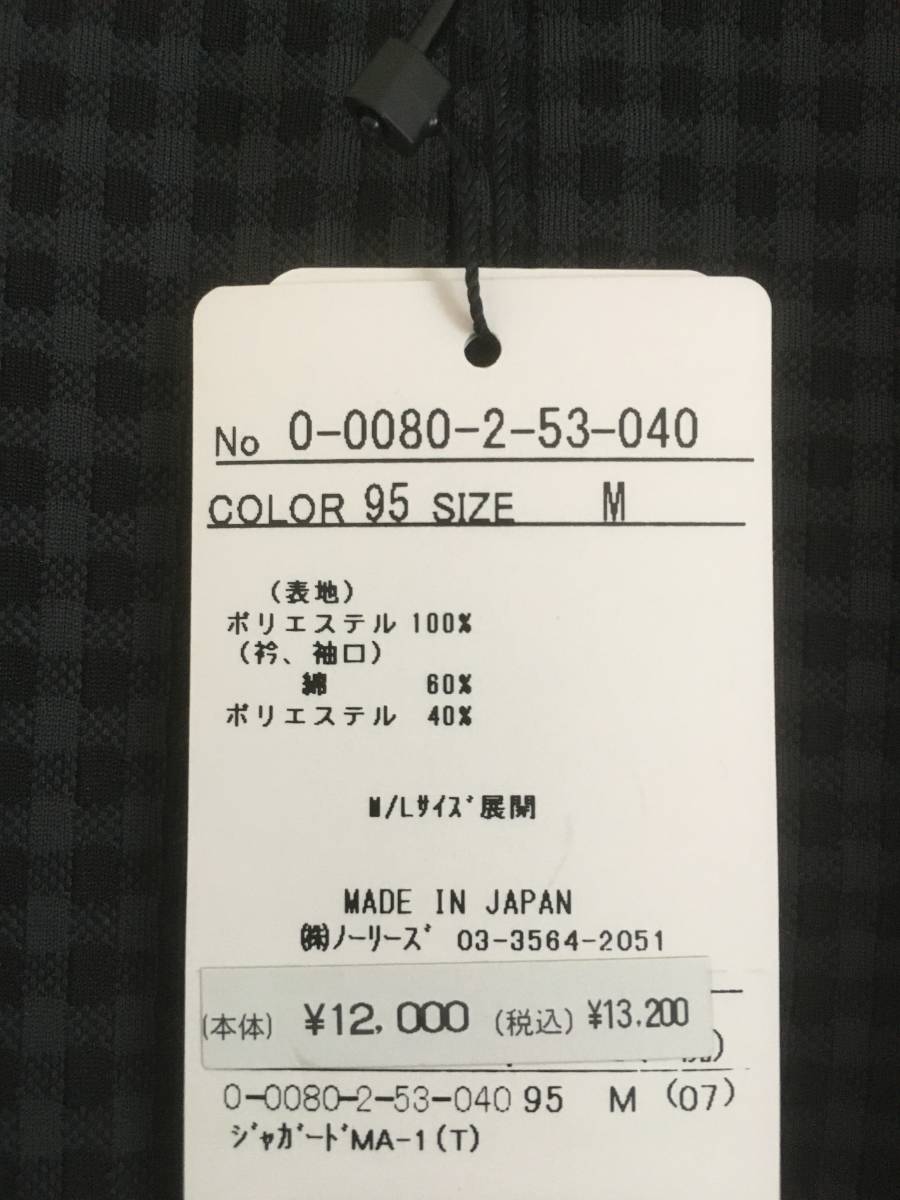 No 0-0080-2-53-040
COLOR 95 SIZE M
(表地)
ポリエステル 100%
(衿、袖口)
綿 60%
ポリエステル 40%
M/Lｻｲｽﾞ展開
MADE IN JAPAN
㈱ﾉｰﾘｰｽﾞ 03-3564-2051
(本体) ¥12,000 (税込) ¥13,200
0-0080-2-53-040 95 M (07)
ｼﾞｬｶﾞｰﾄﾞMA-1(T)